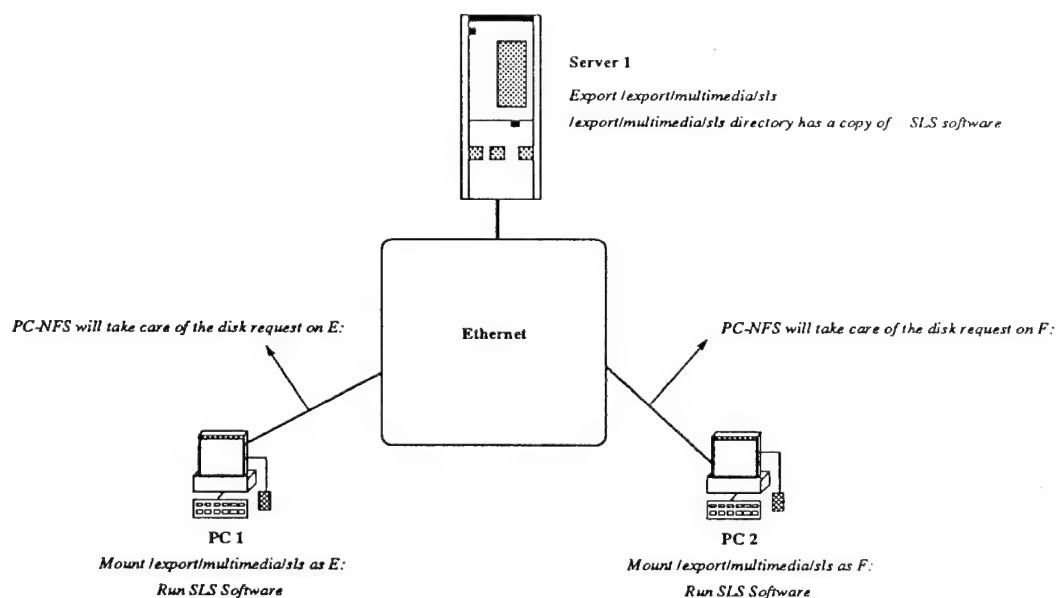 Server 1
Export /export/multimedia/sls
/export/multimedia/sls directory has a copy of SLS software
PC-NFS will take care of the disk request on E:
Ethernet
PC-NFS will take care of the disk request on F:
PC 1
Mount /export/multimedia/sls as E:
Run SLS Software
PC 2
Mount /export/multimedia/sls as F:
Run SLS Software